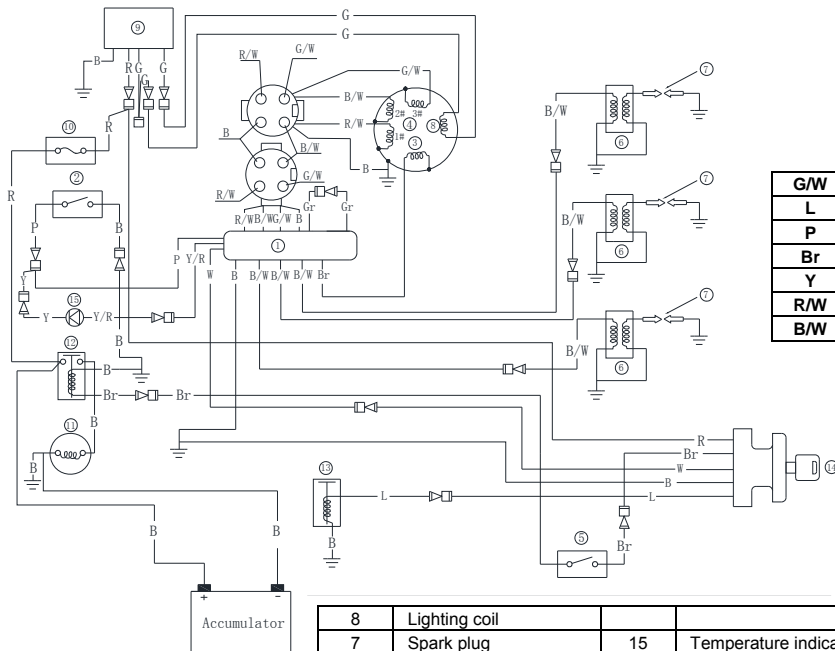 G
G
⑨
B
R
G
G
G
R/W
G/W
G/W
B/W
2#
3#
④
⑧
R/W
1#
③
B
B
B/W
R/W
G/W
⑩
R
R
②
P
B
Gr
Gr
R/W
B/W
G/W
B
①
P
Y/R
W
B
B/W
B/W
B/W
Br
Y
⑮
Y
Y/R
B
⑫
B
Br
Br
⑪
B
B
B
B
+
-
Accumulator
⑬
L
L
B
⑤
Br
R
Br
W
B
⑭
B/W
⑦
⑥
B/W
⑦
⑥
B/W
⑦
⑥
G/W
L
P
Br
Y
R/W
B/W
8 Lighting coil
7 Spark plug 15 Temperature indica